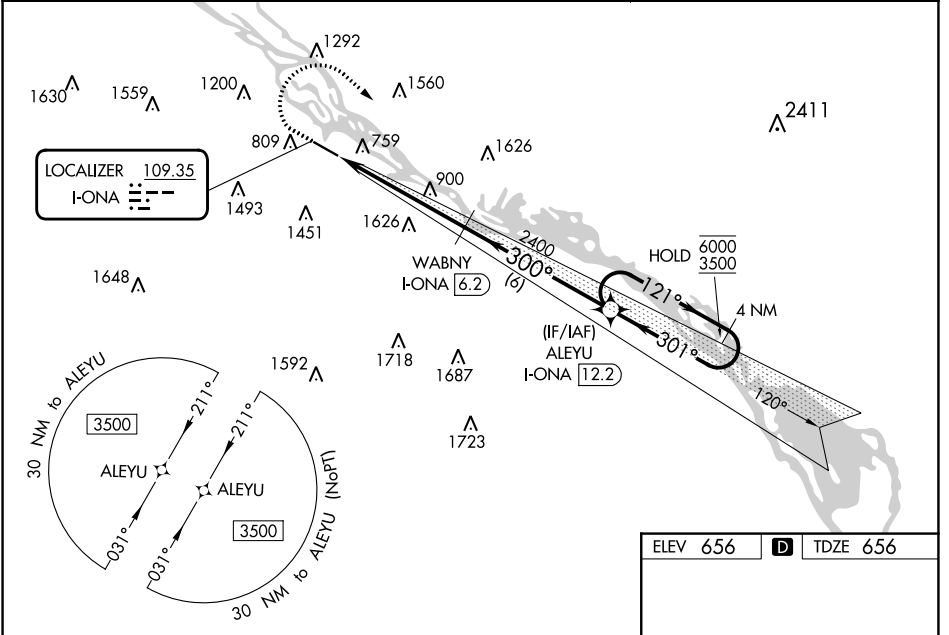 1292
1630
1559
1200
1560
2411
809
759
1626
LOCALIZER 109.35
I-ONA
1493
900
1451
1626
2400
300°
(6)
WABNY
I-ONA 6.2
HOLD 6000
3500
121°
4 NM
1648
(IF/IAF)
ALEYU
I-ONA 12.2
301°
1718
1592
1687
1723
120°
30 NM to ALEYU
3500
211°
ALEYU
031°
211°
ALEYU
3500
031°
30 NM to ALEYU (NoPT)
ELEV 656 D TDZE 656